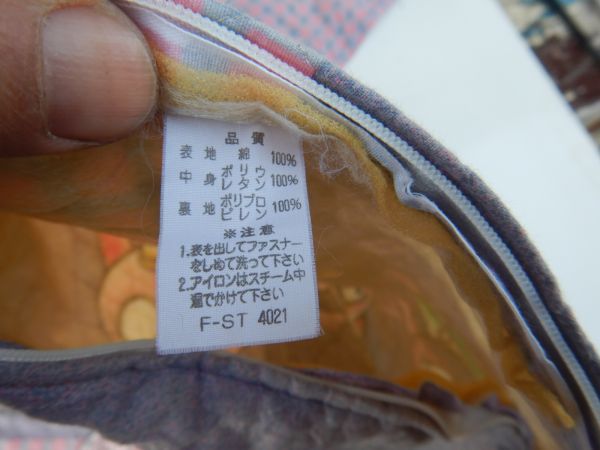 品質
表地 綿 100%
中身 ポリウレタン 100%
裏地 ポリプロピレン 100%
※注意
1.表を出してファスナー
をしめて洗って下さい
2.アイロンはスチーム中
温でかけて下さい
F-ST 4021